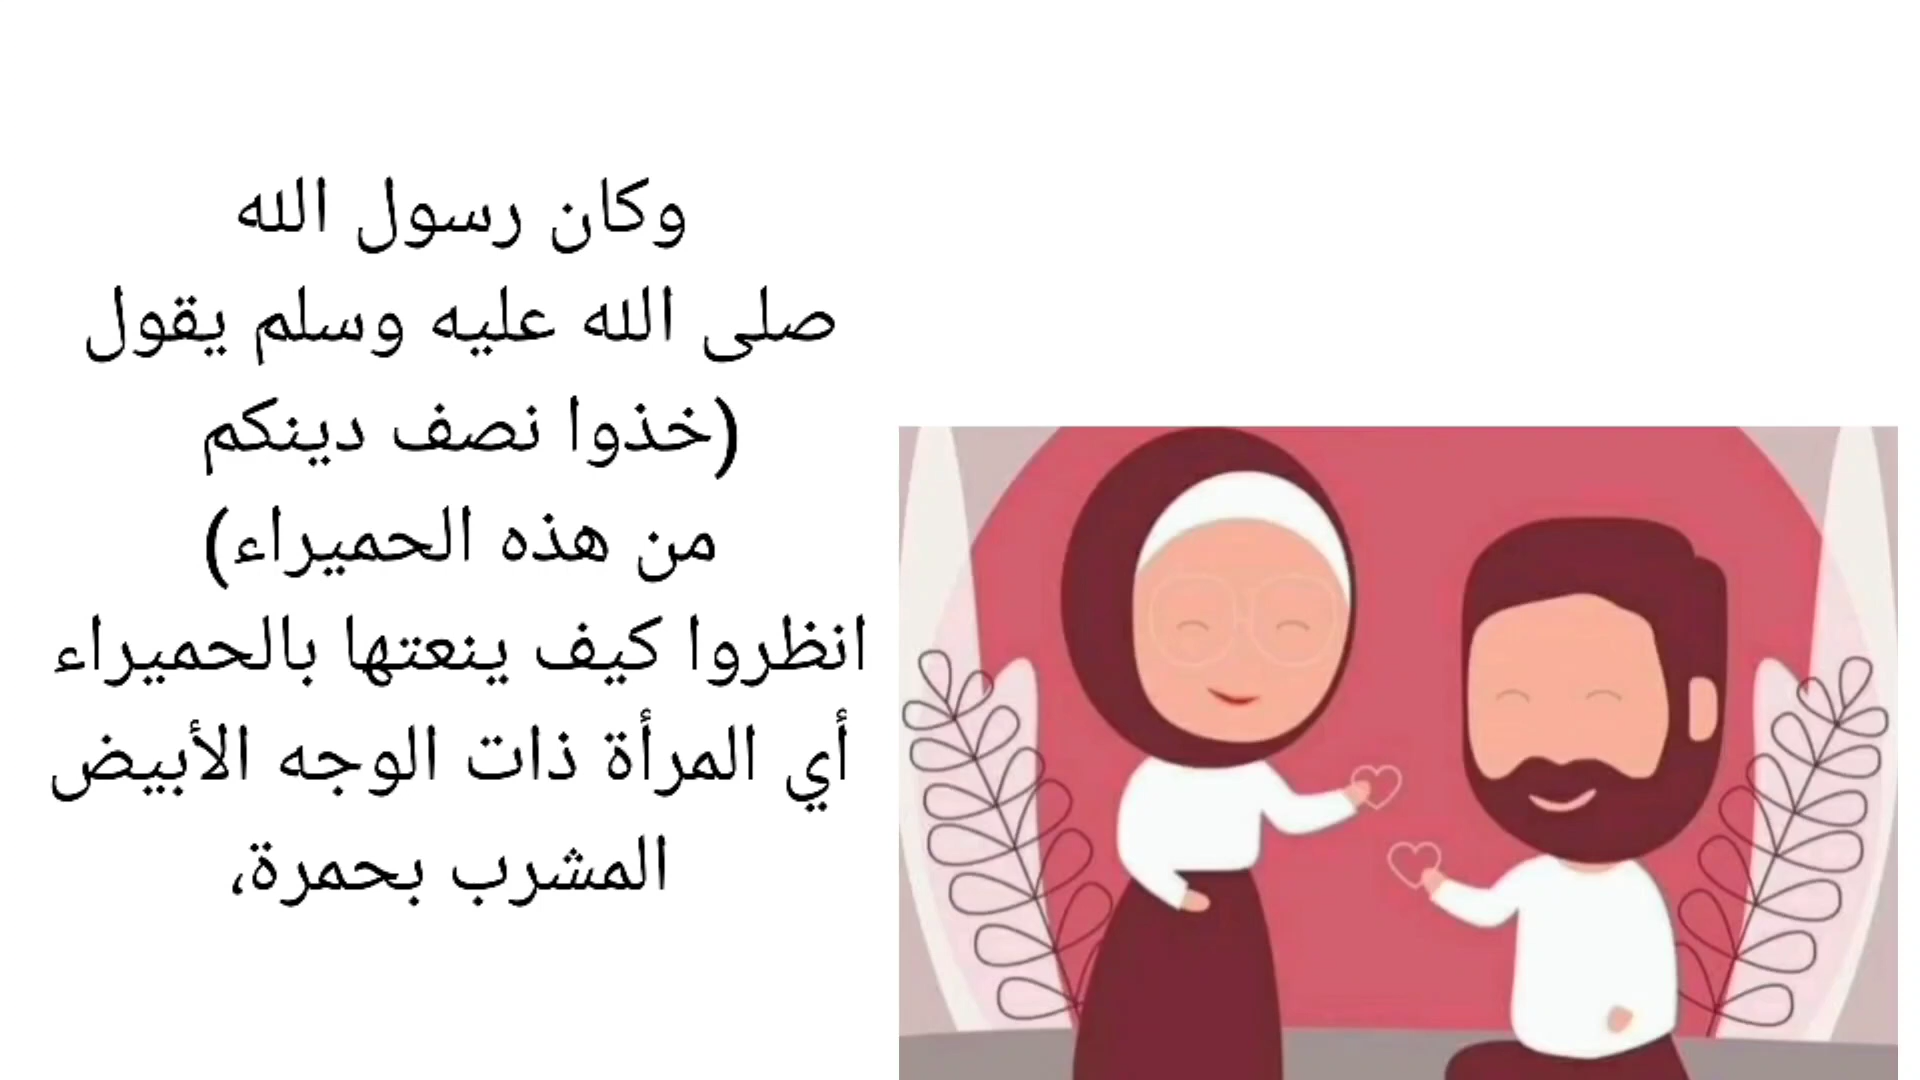 وكان رسول الله
صلى الله عليه وسلم يقول
(خذوا نصف دينكم
من هذه الحميراء)
انظروا كيف ينعتها بالحميراء
أي المرأة ذات الوجه الأبيض
المشرب بحمرة،